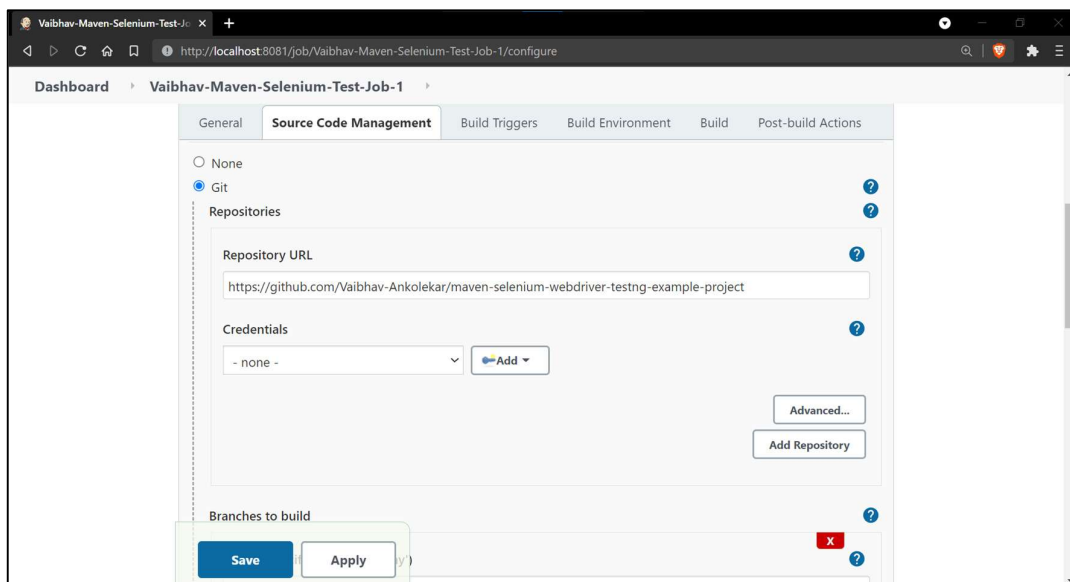 Vaibhav-Maven-Selenium-Test-Jo
http://localhost:8081/job/Vaibhav-Maven-Selenium-Test-Job-1/configure
Dashboard Vaibhav-Maven-Selenium-Test-Job-1
General Source Code Management Build Triggers Build Environment Build Post-build Actions
None
Git
Repositories
Repository URL
https://github.com/Vaibhav-Ankolekar/maven-selenium-webdriver-testng-example-project
Credentials
- none - Add
Advanced...
Add Repository
Branches to build
X
Save Apply